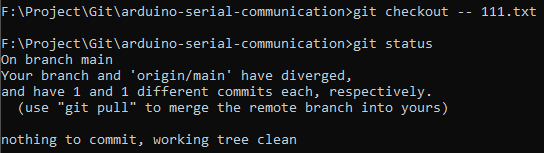 F:\Project\Git\arduino-serial-communication>git checkout -- 111.txt
F:\Project\Git\arduino-serial-communication>git status
On branch main
Your branch and 'origin/main' have diverged,
and have 1 and 1 different commits each, respectively.
  (use "git pull" to merge the remote branch into yours)
nothing to commit, working tree clean